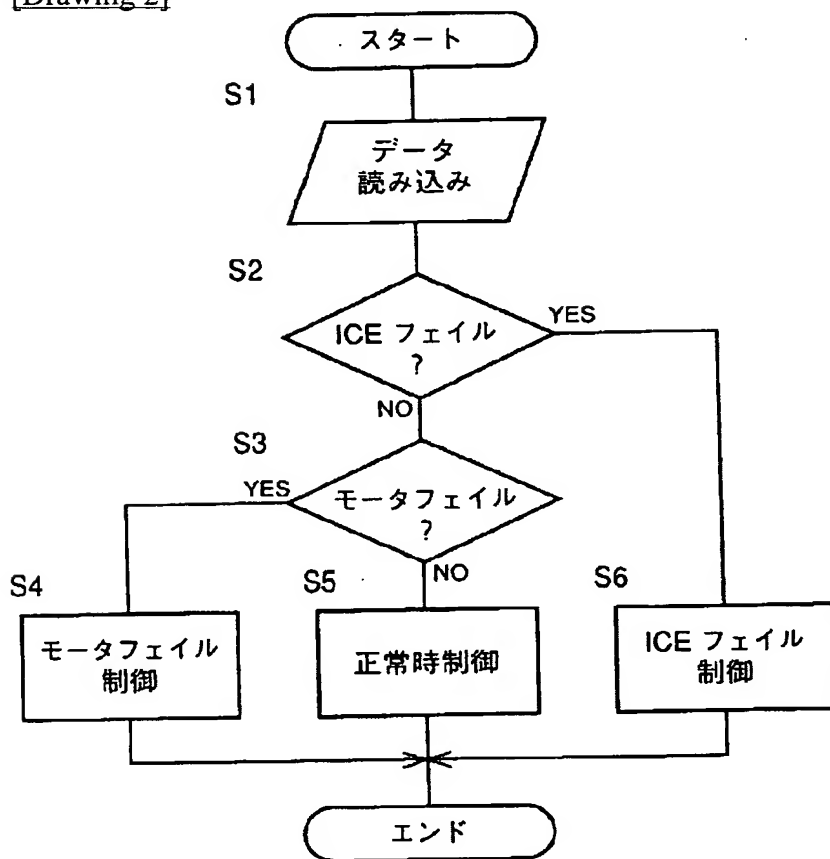 [Drawing 2]
スタート
S1
データ
読み込み
S2
ICE フェイル
?
YES
NO
S3
モータフェイル
?
YES
NO
S4
モータフェイル
制御
S5
正常時制御
S6
ICE フェイル
制御
エンド